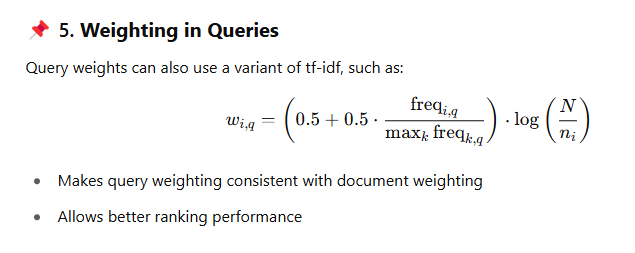 📌 5. Weighting in Queries
Query weights can also use a variant of tf-idf, such as:
w_{i,q} = \left( 0.5 + 0.5 \cdot \frac{\text{freq}_{i,q}}{\max_k \text{freq}_{k,q}} \right) \cdot \log \left( \frac{N}{n_i} \right)
• Makes query weighting consistent with document weighting
• Allows better ranking performance